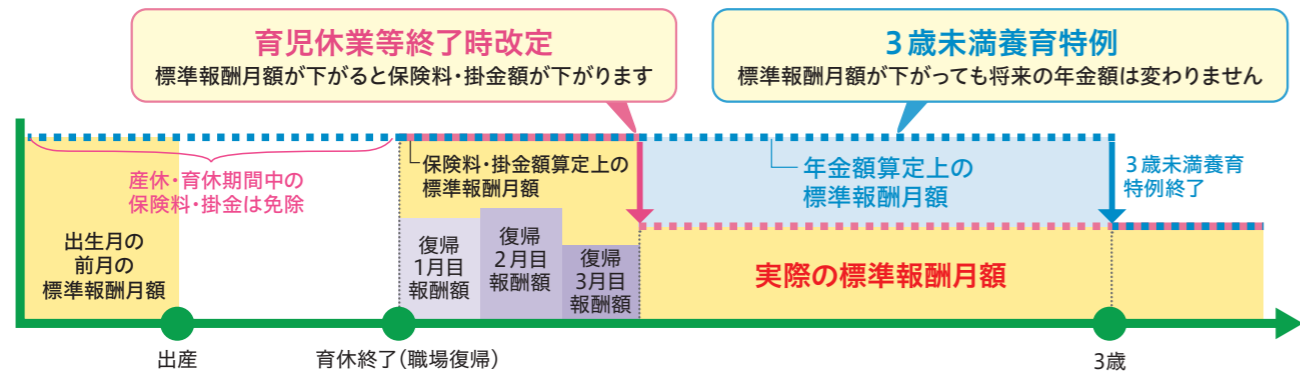 育児休業等終了時改定
標準報酬月額が下がると保険料・掛金額が下がります
3歳未満養育特例
標準報酬月額が下がっても将来の年金額は変わりません
産休・育休期間中の
保険料・掛金は免除
保険料・掛金額算定上の
標準報酬月額
年金額算定上の
標準報酬月額
3歳未満養育
特例終了
出生月の
前月の
標準報酬月額
復帰
1月目
報酬額
復帰
2月目
報酬額
復帰
3月目
報酬額
実際の標準報酬月額
出産
育休終了(職場復帰)
3歳